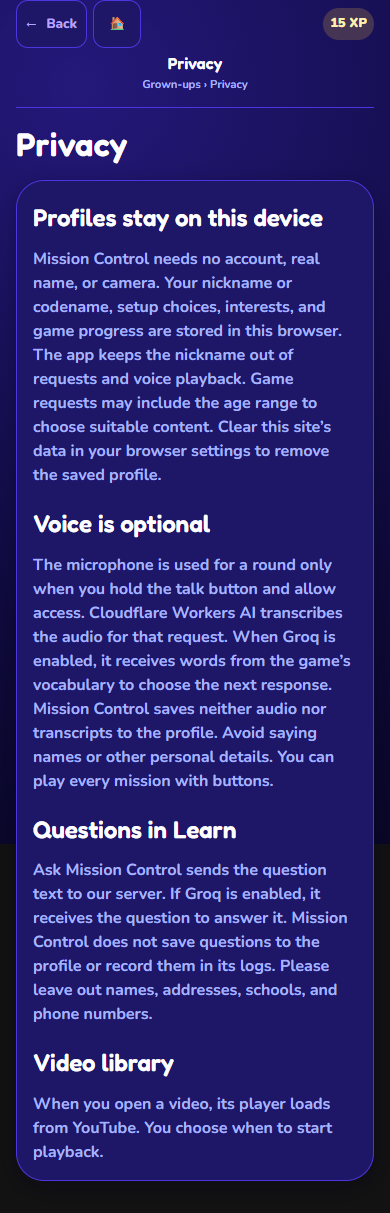 ← Back
15 XP
Privacy
Grown-ups › Privacy
Privacy
Profiles stay on this device
Mission Control needs no account, real
name, or camera. Your nickname or
codename, setup choices, interests, and
game progress are stored in this browser.
The app keeps the nickname out of
requests and voice playback. Game
requests may include the age range to
choose suitable content. Clear this site’s
data in your browser settings to remove
the saved profile.
Voice is optional
The microphone is used for a round only
when you hold the talk button and allow
access. Cloudflare Workers AI transcribes
the audio for that request. When Groq is
enabled, it receives words from the game’s
vocabulary to choose the next response.
Mission Control saves neither audio nor
transcripts to the profile. Avoid saying
names or other personal details. You can
play every mission with buttons.
Questions in Learn
Ask Mission Control sends the question
text to our server. If Groq is enabled, it
receives the question to answer it. Mission
Control does not save questions to the
profile or record them in its logs. Please
leave out names, addresses, schools, and
phone numbers.
Video library
When you open a video, its player loads
from YouTube. You choose when to start
playback.